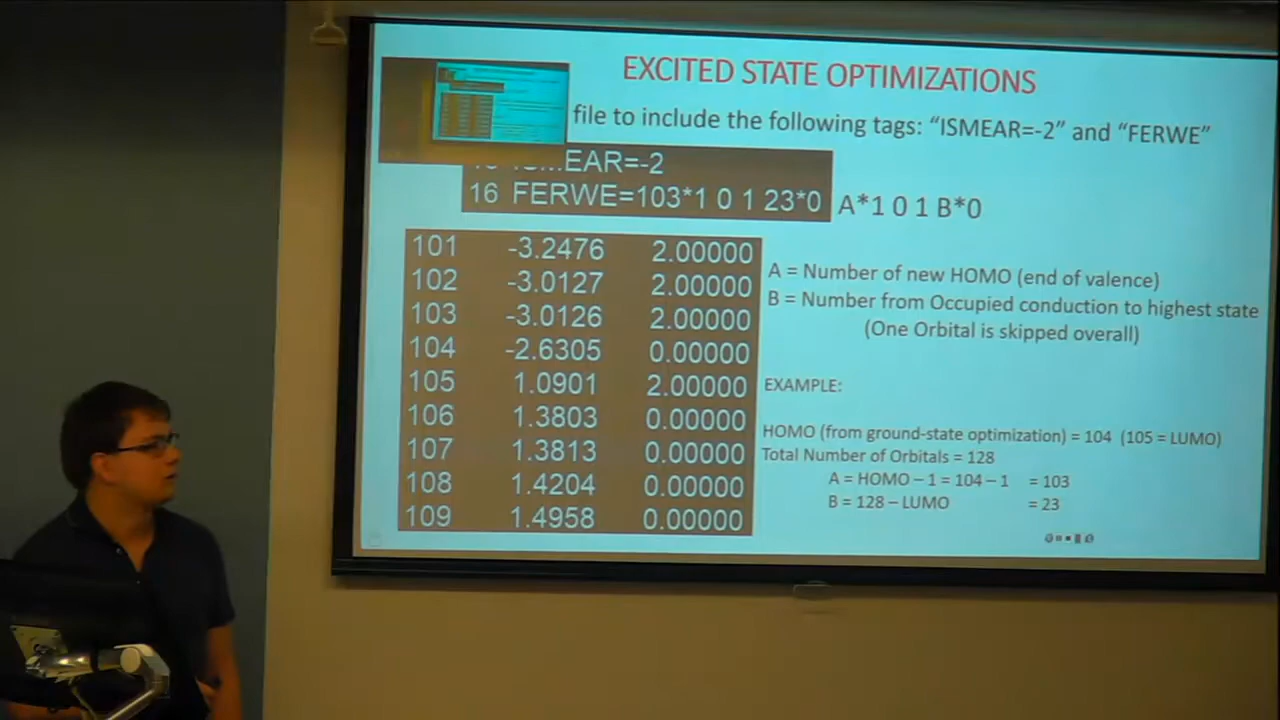 EXCITED STATE OPTIMIZATIONS
file to include the following tags: “ISMEAR=-2” and “FERWE”
EAR=-2
16 FERWE=103*1 0 1 23*0
A*1 0 1 B*0
101 -3.2476 2.00000
102 -3.0127 2.00000
103 -3.0126 2.00000
104 -2.6305 0.00000
105 1.0901 2.00000
106 1.3803 0.00000
107 1.3813 0.00000
108 1.4204 0.00000
109 1.4958 0.00000
A = Number of new HOMO (end of valence)
B = Number from Occupied conduction to highest state
(One Orbital is skipped overall)
EXAMPLE:
HOMO (from ground-state optimization) = 104 (105 = LUMO)
Total Number of Orbitals = 128
A = HOMO – 1 = 104 – 1 = 103
B = 128 – LUMO = 23